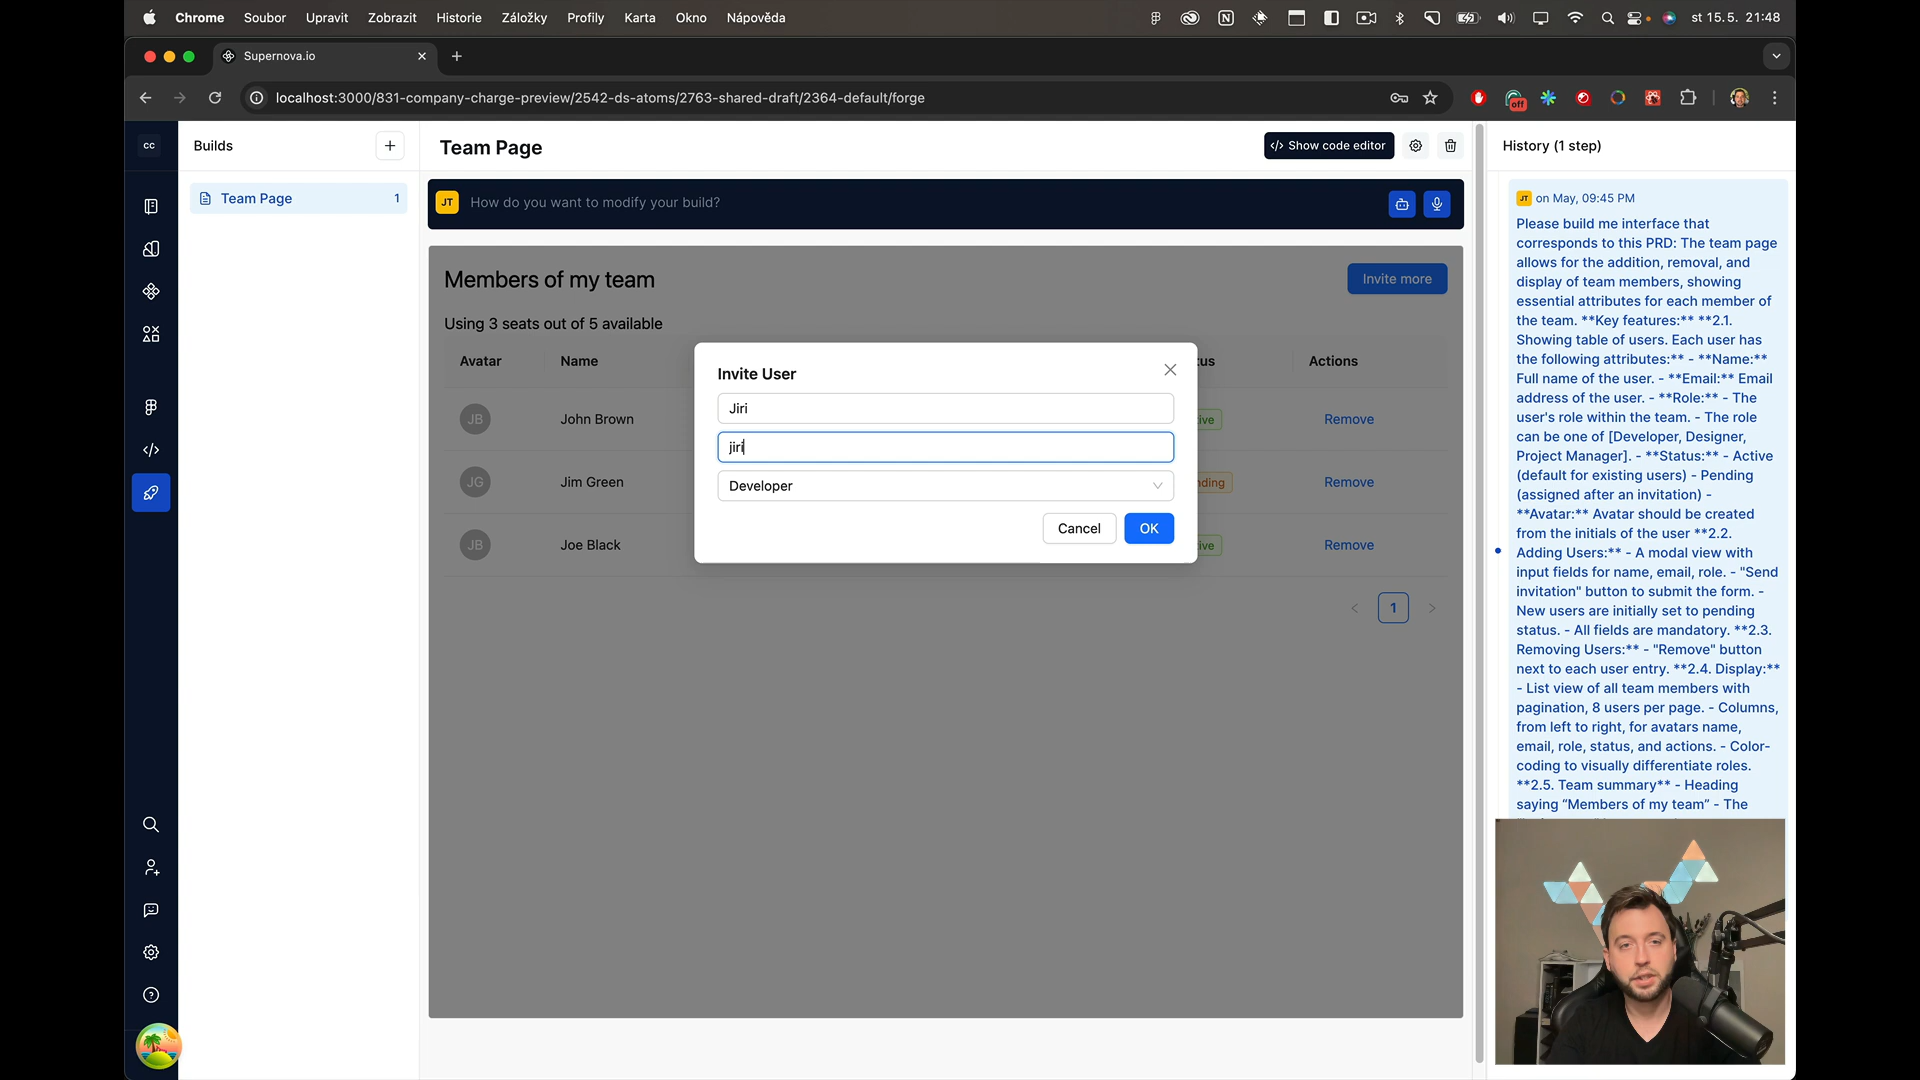 Chrome Soubor Upravit Zobrazit Historie Záložky Profily Karta Okno Nápověda st 15.5. 21:48
Supernova.io
localhost:3000/831-company-charge-preview/2542-ds-atoms/2763-shared-draft/2364-default/forge
off
CC
Builds
Team Page 1
Team Page
Show code editor
JT How do you want to modify your build?
Members of my team
Invite more
Using 3 seats out of 5 available
Avatar Name tus Actions
JB John Brown ive Remove
JG Jim Green nding Remove
JB Joe Black ive Remove
1
Invite User
Jiri
jiri
Developer
Cancel OK
History (1 step)
JT on May, 09:45 PM
Please build me interface that
corresponds to this PRD: The team page
allows for the addition, removal, and
display of team members, showing
essential attributes for each member of
the team. **Key features:** **2.1.
Showing table of users. Each user has
the following attributes:** - **Name:**
Full name of the user. - **Email:** Email
address of the user. - **Role:** - The
user's role within the team. - The role
can be one of [Developer, Designer,
Project Manager]. - **Status:** - Active
(default for existing users) - Pending
(assigned after an invitation) -
**Avatar:** Avatar should be created
from the initials of the user **2.2.
Adding Users:** - A modal view with
input fields for name, email, role. - "Send
invitation" button to submit the form. -
New users are initially set to pending
status. - All fields are mandatory. **2.3.
Removing Users:** - "Remove" button
next to each user entry. **2.4. Display:**
- List view of all team members with
pagination, 8 users per page. - Columns,
from left to right, for avatars name,
email, role, status, and actions. - Color-
coding to visually differentiate roles.
**2.5. Team summary** - Heading
saying “Members of my team” - The